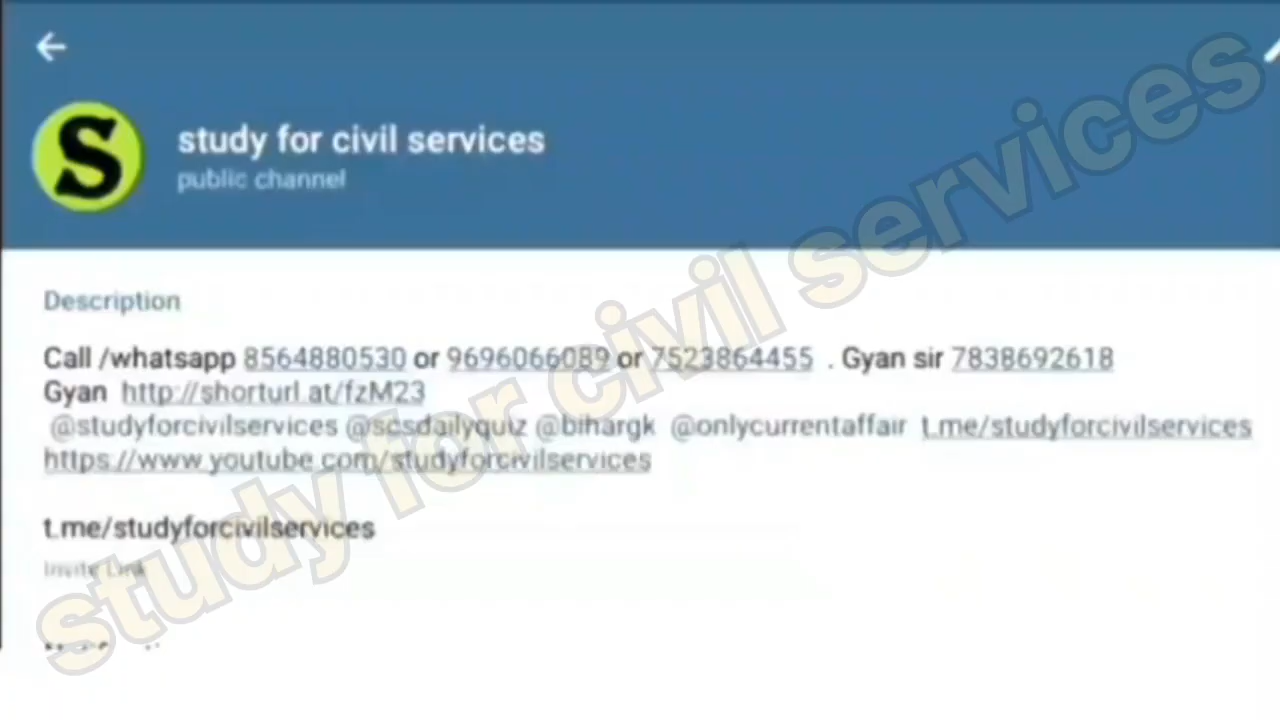 S
study for civil services
public channel
Description
Call /whatsapp 8564880530 or 9696066089 or 7523864455 . Gyan sir 7838692618
Gyan http://shorturl.at/fzM23
@studyforcivilservices @scsdailyquiz @bihargk @onlycurrentaffair t.me/studyforcivilservices
https://www.youtube.com/studyforcivilservices
t.me/studyforcivilservices
Invite Link
study for civil services